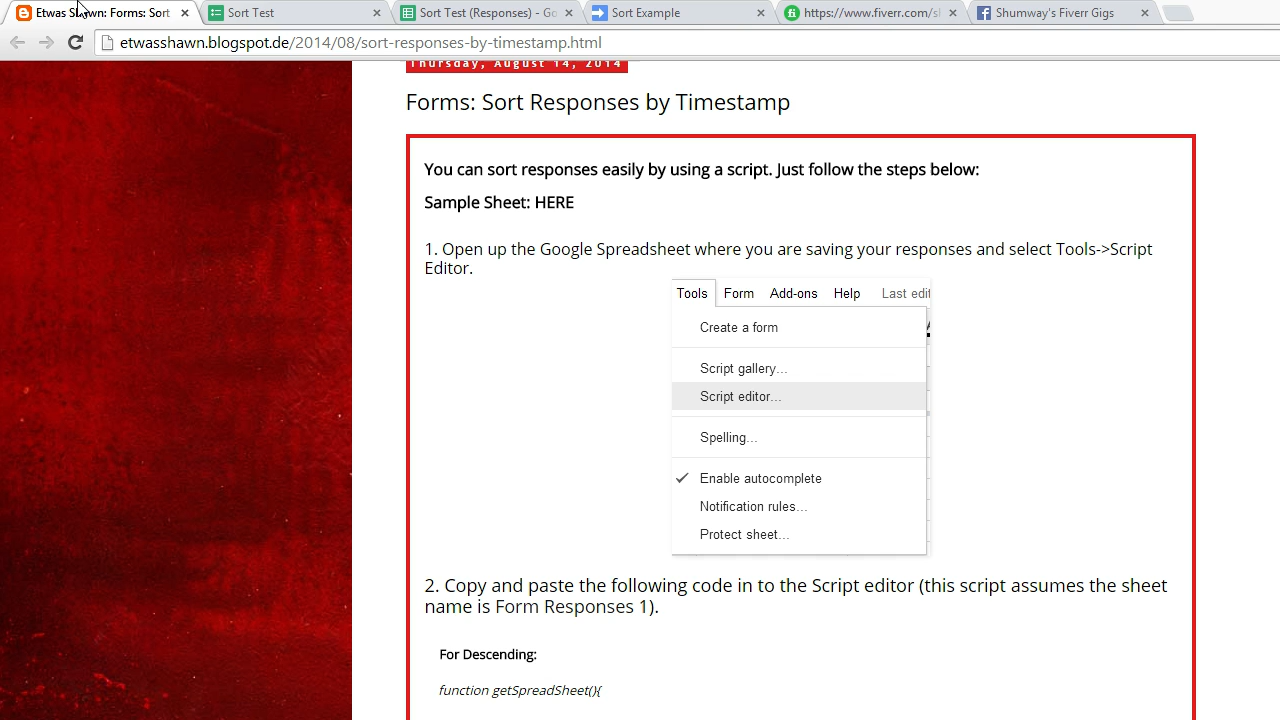 Etwas Shawn: Forms: Sort
Sort Test
Sort Test (Responses) - Go
Sort Example
https://www.fiverr.com/sh
Shumway's Fiverr Gigs
etwasshawn.blogspot.de/2014/08/sort-responses-by-timestamp.html
Thursday, August 14, 2014
Forms: Sort Responses by Timestamp
You can sort responses easily by using a script. Just follow the steps below:
Sample Sheet: HERE
1. Open up the Google Spreadsheet where you are saving your responses and select Tools->Script
Editor.
Tools Form Add-ons Help Last edit
Create a form
Script gallery...
Script editor...
Spelling...
Enable autocomplete
Notification rules...
Protect sheet...
2. Copy and paste the following code in to the Script editor (this script assumes the sheet
name is Form Responses 1).
For Descending:
function getSpreadSheet(){